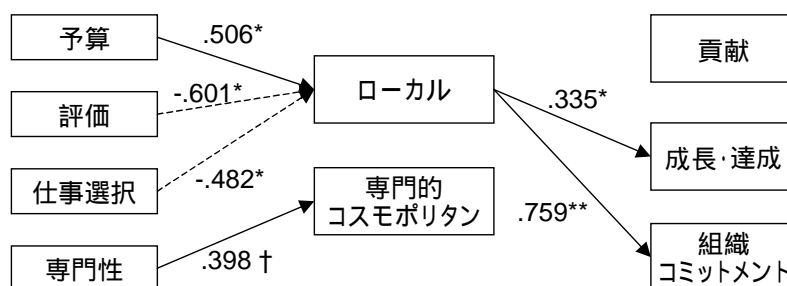 予算
.506*
ローカル
貢献
評価
-.601*
.335*
成長・達成
仕事選択
-.482*
専門的
コスモポリタン
.759**
組織
コミットメント
専門性
.398 †